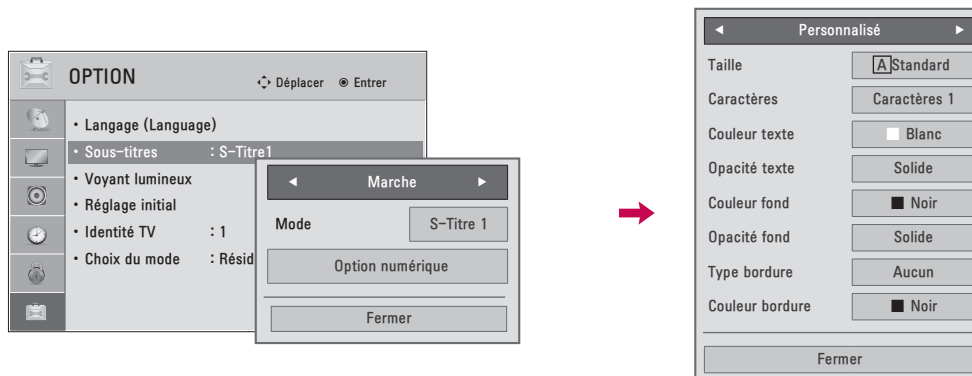 OPTION
Déplacer Entrer
• Langage (Language)
• Sous-titres : S-Titre1
• Voyant lumineux
• Réglage initial
• Identité TV : 1
• Choix du mode : Résid
◄ Marche ►
Mode S-Titre 1
Option numérique
Fermer
◄ Personnalisé ►
Taille A Standard
Caractères Caractères 1
Couleur texte Blanc
Opacité texte Solide
Couleur fond Noir
Opacité fond Solide
Type bordure Aucun
Couleur bordure Noir
Fermer